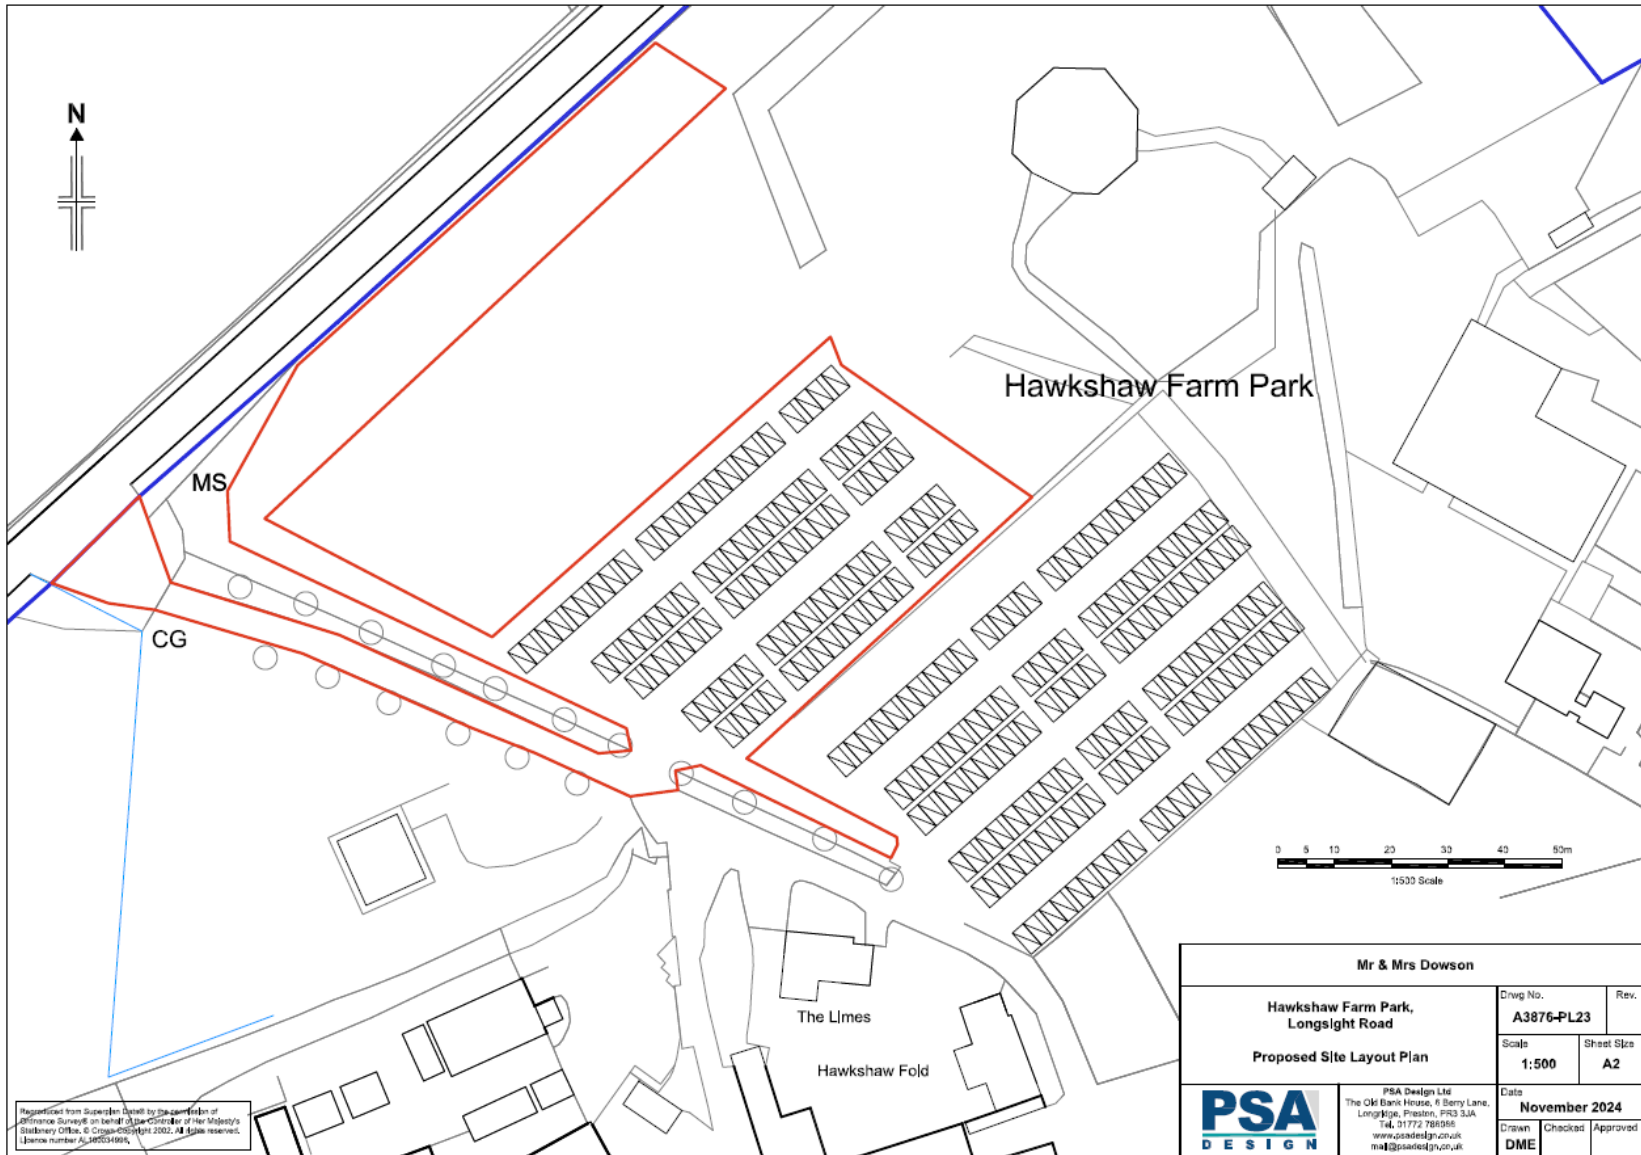 N
MS
CG
Hawkshaw Farm Park
The Limes
Hawkshaw Fold
0 5 10 20 30 40 50m
1:500 Scale
Mr & Mrs Dowson
Hawkshaw Farm Park,
Longsight Road
Proposed Site Layout Plan
Drwg No.
A3876-PL23
Rev.
Scale
1:500
Sheet Size
A2
Date
November 2024
Drawn
DME
Checked
Approved
PSA
DESIGN
PSA Design Ltd
The Old Bank House, 6 Berry Lane,
Longridge, Preston, PR3 3JA
Tel. 01772
www.psadesign.co.uk
mail@psadesign.co.uk
Reproduced from Superplan Data® by the permission of
Ordnance Survey® on behalf of the Controller of Her Majesty's
Stationery Office. © Crown Copyright 2002. All rights reserved.
Licence number